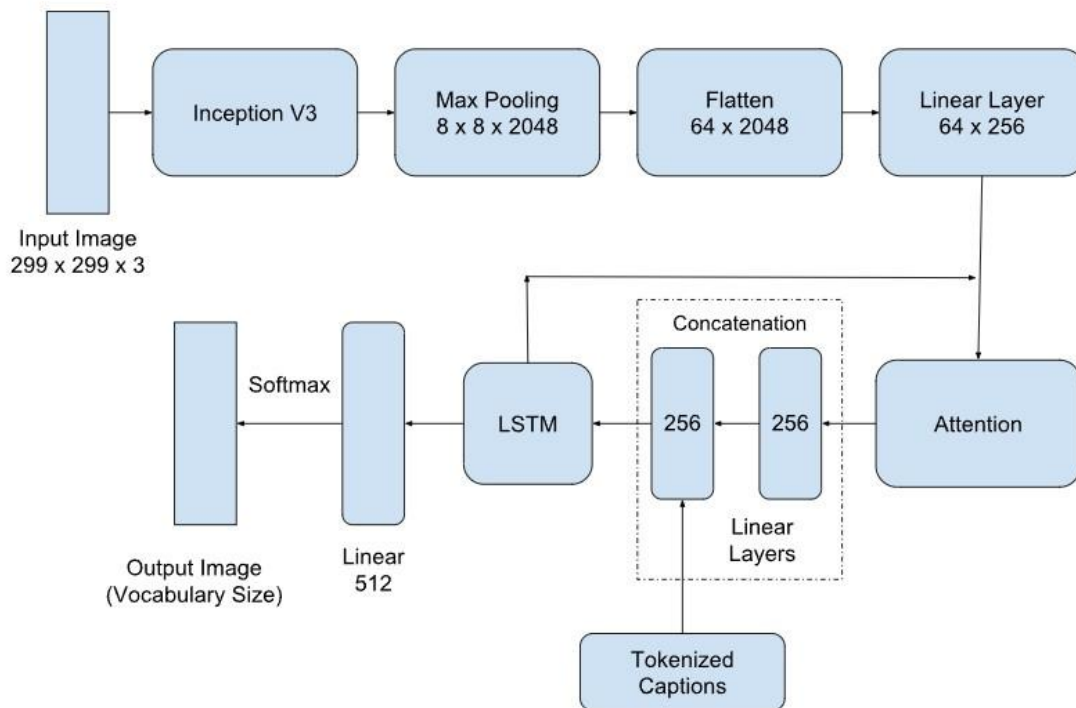 Inception V3
Max Pooling
8 x 8 x 2048
Flatten
64 x 2048
Linear Layer
64 x 256
Input Image
299 x 299 x 3
Concatenation
Softmax
LSTM
256
256
Attention
Linear
Layers
Output Image
(Vocabulary Size)
Linear
512
Tokenized
Captions